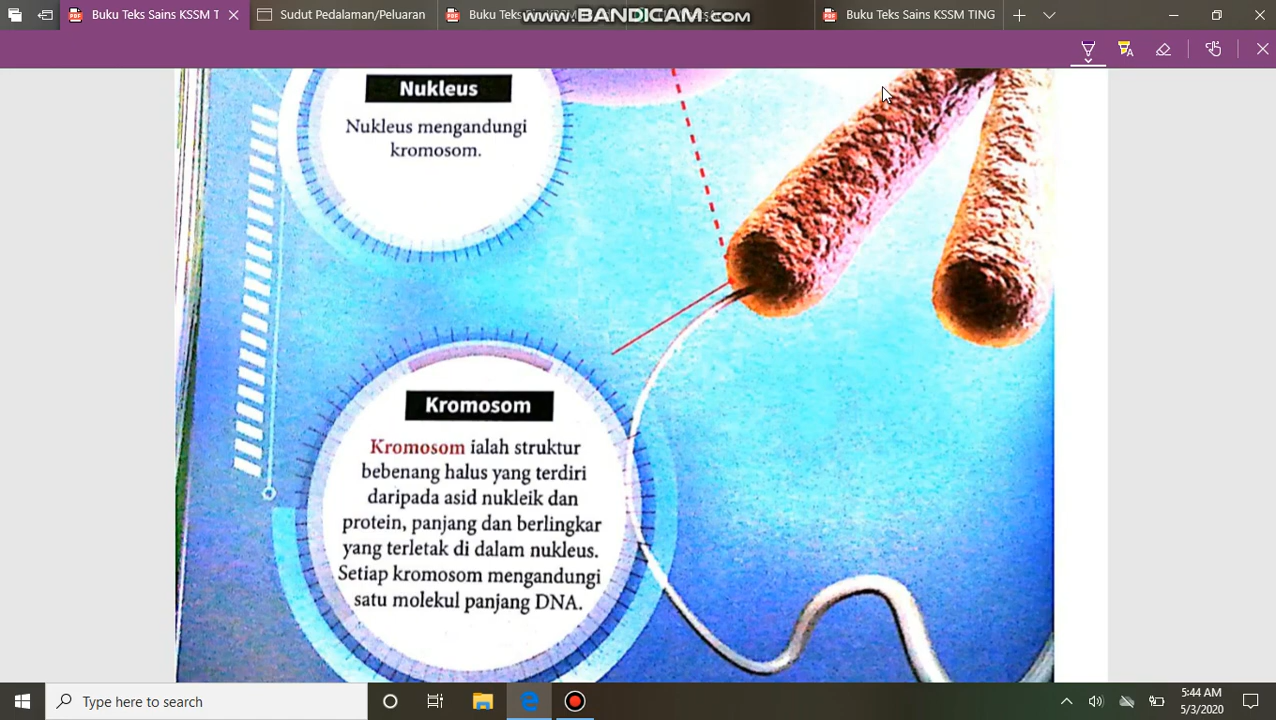 Buku Teks Sains KSSM T
Sudut Pedalaman/Peluaran
Buku Teks
www.BANDICAM.com
Buku Teks Sains KSSM TING
Nukleus
Nukleus mengandungi
kromosom.
Kromosom
Kromosom ialah struktur
bebenang halus yang terdiri
daripada asid nukleik dan
protein, panjang dan berlingkar
yang terletak di dalam nukleus.
Setiap kromosom mengandungi
satu molekul panjang DNA.
Type here to search
5:44 AM
5/3/2020